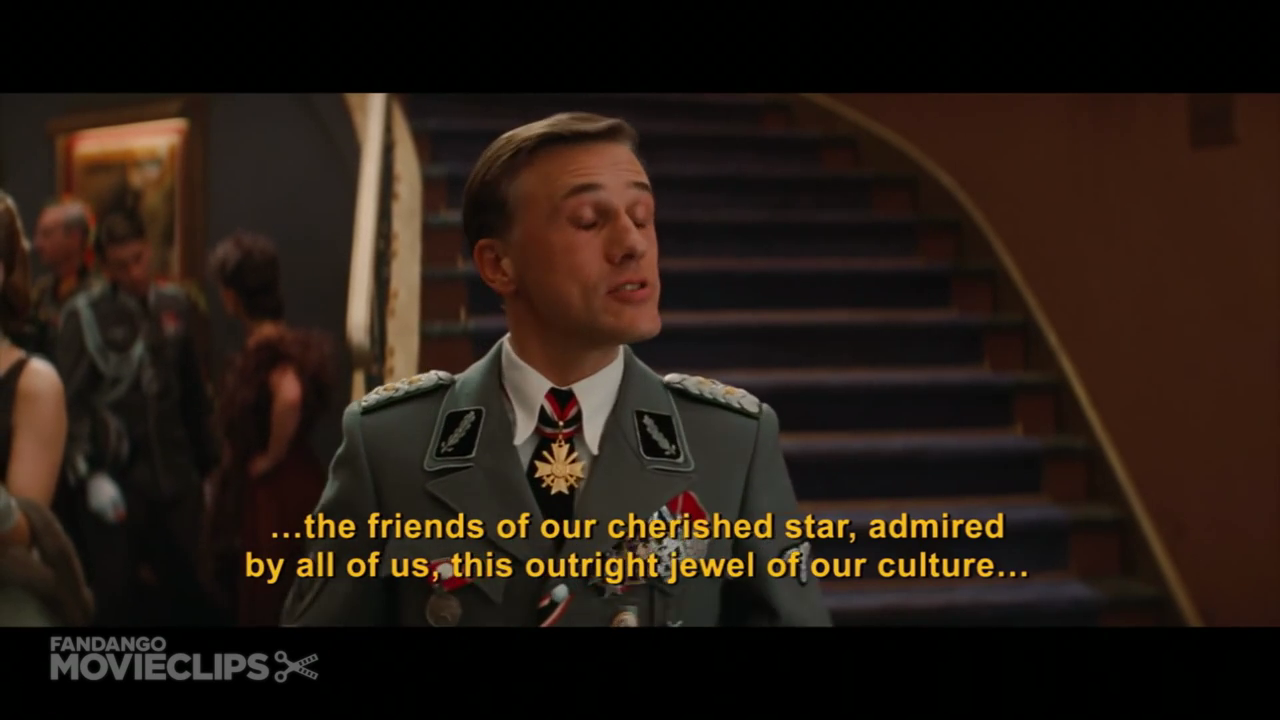 ...the friends of our cherished star, admired
by all of us, this outright jewel of our culture...
FANDANGO
MOVIECLIPS